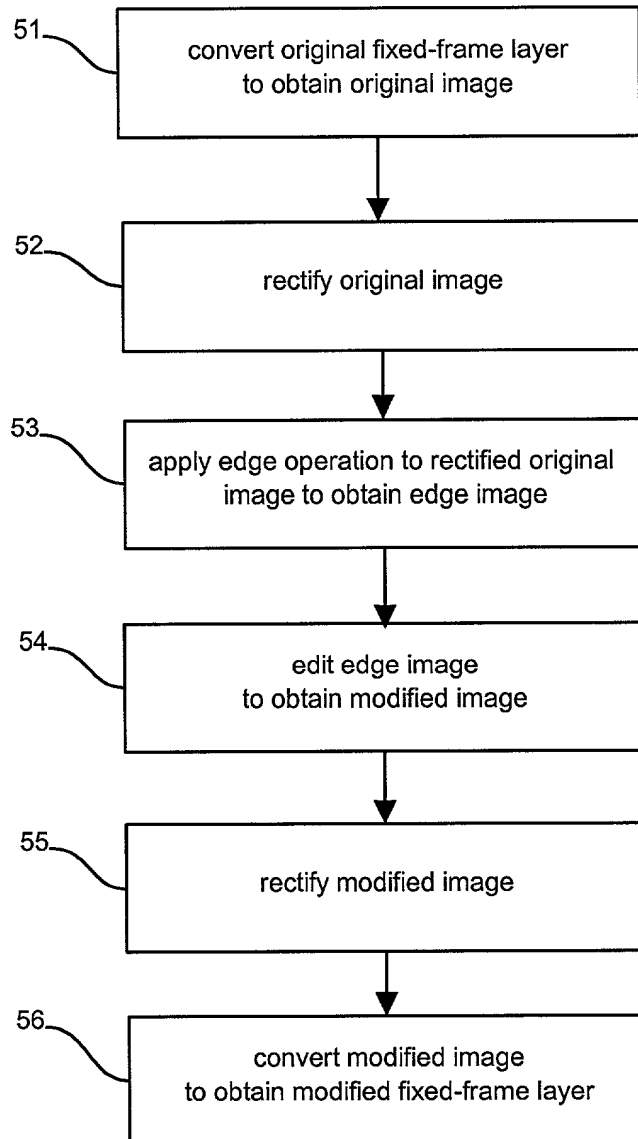 51
convert original fixed-frame layer
to obtain original image
52
rectify original image
53
apply edge operation to rectified original
image to obtain edge image
54
edit edge image
to obtain modified image
55
rectify modified image
56
convert modified image
to obtain modified fixed-frame layer